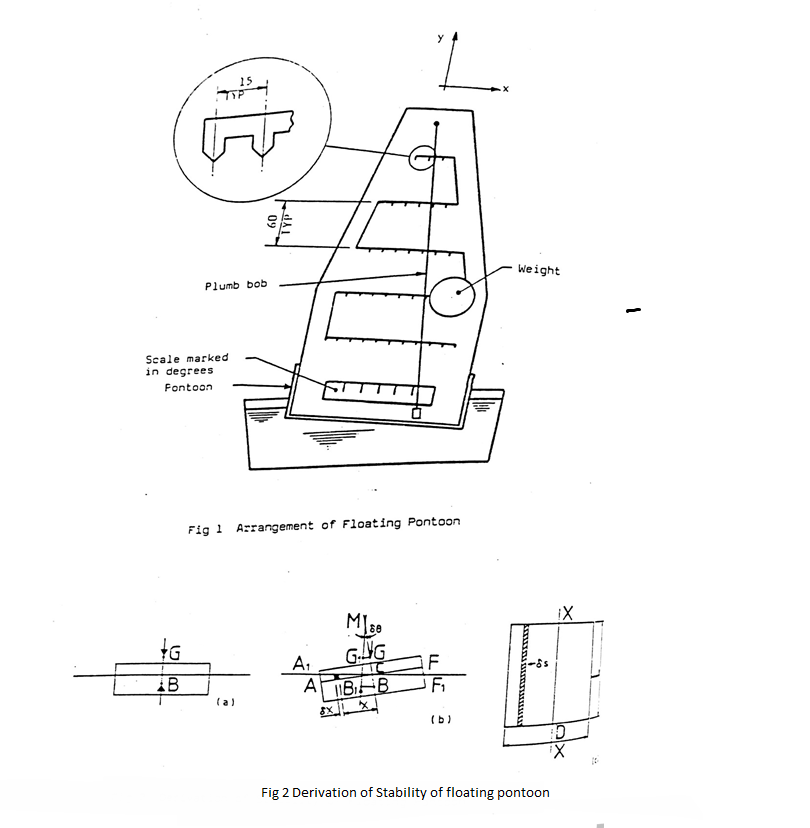 y
x
15
TYP
60
TYP
Weight
Plumb bob
Scale marked
in degrees
Pontoon
Fig 1 Arrangement of Floating Pontoon
G
B
(a)
M
δθ
A₁
G₁
G
F
C
A
B₁
B
F₁
δx
x
(b)
X
δs
D
X
Fig 2 Derivation of Stability of floating pontoon